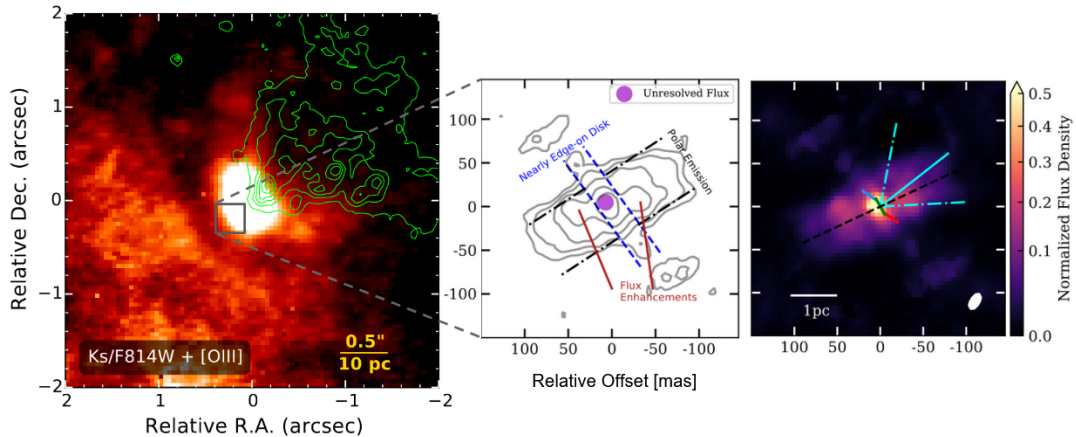 2
1
0
−1
−2
Relative Dec. (arcsec)
Ks/F814W + [OIII]
0.5"
10 pc
2
1
0
−1
−2
Relative R.A. (arcsec)
Unresolved Flux
100
50
0
-50
-100
Nearly Edge-on Disk
Polar Emission
Flux
Enhancements
100
50
0
-50
-100
Relative Offset [mas]
1pc
100
50
0
-50
-100
0.5
0.4
0.3
0.2
0.1
0.0
Normalized Flux Density